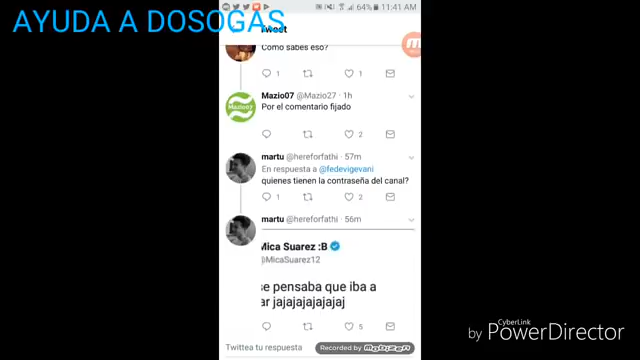 AYUDA A DOSOGAS
11:41 AM
64%
Tweet
Como sabes eso?
1
1
Mazio07 @Mazio27 · 1h
Por el comentario fijado
2
martu @hereforfathi · 57m
En respuesta a @fedevigevani
quienes tienen la contraseña del canal?
1
2
martu @hereforfathi · 56m
Mica Suarez :B
@MicaSuarez12
se pensaba que iba a
ar jajajajajajajaj
5
Twittea tu respuesta
Recorded by
Mobizen
by CyberLink
PowerDirector